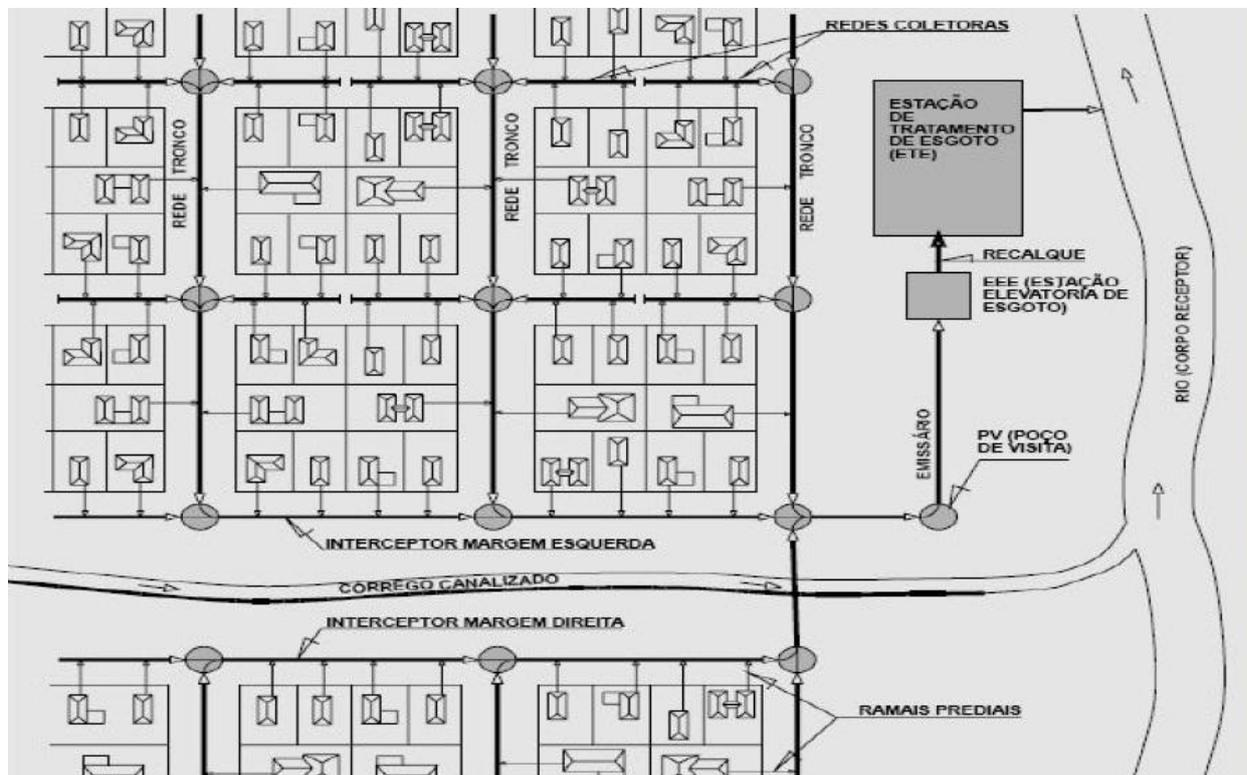 REDES COLETORAS
ESTAÇÃO
DE
TRATAMENTO
DE ESGOTO
(ETE)
REDE TRONCO
REDE TRONCO
REDE TRONCO
RECALQUE
EEE (ESTAÇÃO
ELEVATORIA DE
ESGOTO)
RIO (CORPO RECEPTOR)
EMISSÁRIO
PV (POÇO
DE VISITA)
INTERCEPTOR MARGEM ESQUERDA
CORREGO CANALIZADO
INTERCEPTOR MARGEM DIREITA
RAMAIS PREDIAIS